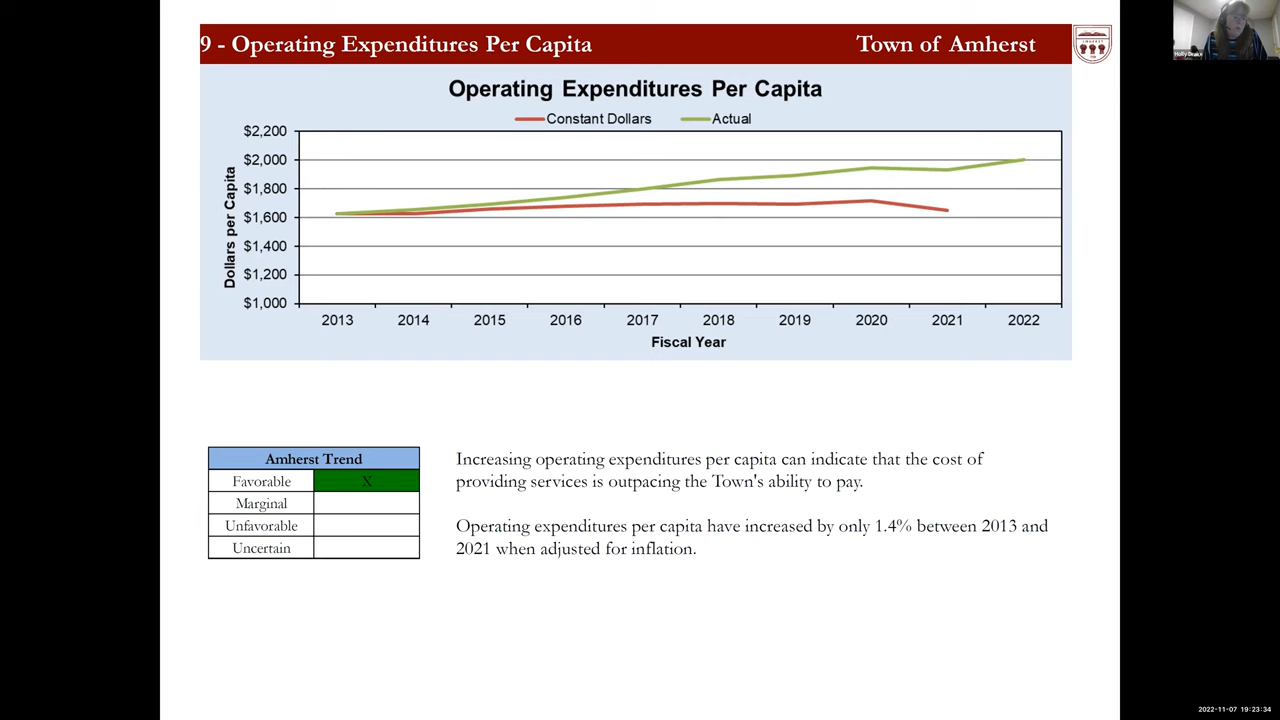 9 - Operating Expenditures Per Capita Town of Amherst
Holly Drake
Operating Expenditures Per Capita
Constant Dollars Actual
$2,200
$2,000
$1,800
$1,600
$1,400
$1,200
$1,000
Dollars per Capita
2013 2014 2015 2016 2017 2018 2019 2020 2021 2022
Fiscal Year
Amherst Trend
Favorable X
Marginal
Unfavorable
Uncertain
Increasing operating expenditures per capita can indicate that the cost of
providing services is outpacing the Town's ability to pay.
Operating expenditures per capita have increased by only 1.4% between 2013 and
2021 when adjusted for inflation.
2022-11-07 19:23:34